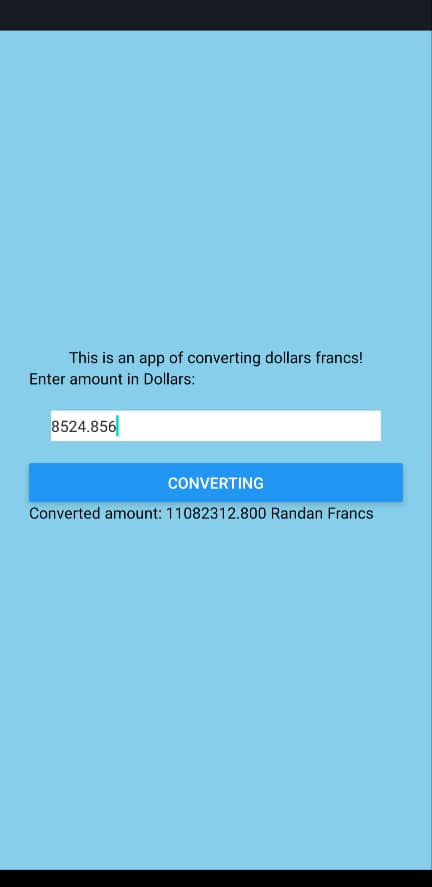 This is an app of converting dollars francs!
Enter amount in Dollars:
8524.856
CONVERTING
Converted amount: 11082312.800 Randan Francs